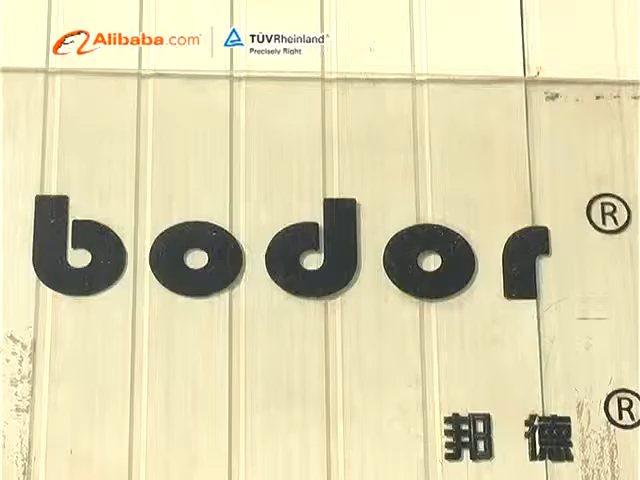 Alibaba.com TÜVRheinland®
Precisely Right.
bodor ®
邦德 ®